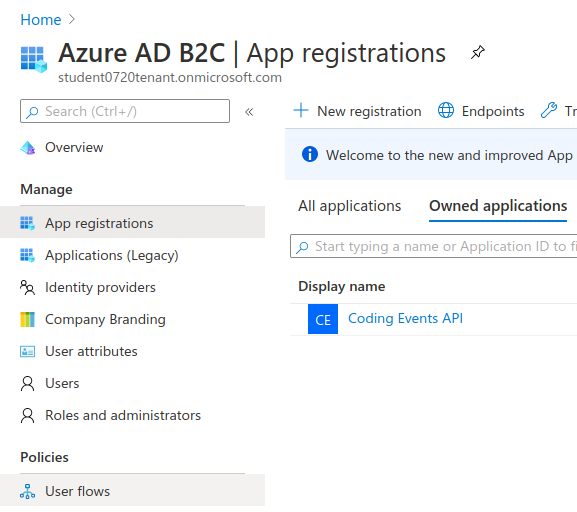 Home
Azure AD B2C | App registrations
student0720tenant.onmicrosoft.com
Search (Ctrl+/)
New registration
Endpoints
Tr
Overview
Welcome to the new and improved App
Manage
App registrations
Applications (Legacy)
Identity providers
Company Branding
User attributes
Users
Roles and administrators
Policies
User flows
All applications
Owned applications
Start typing a name or Application ID to fi
Display name
CE
Coding Events API